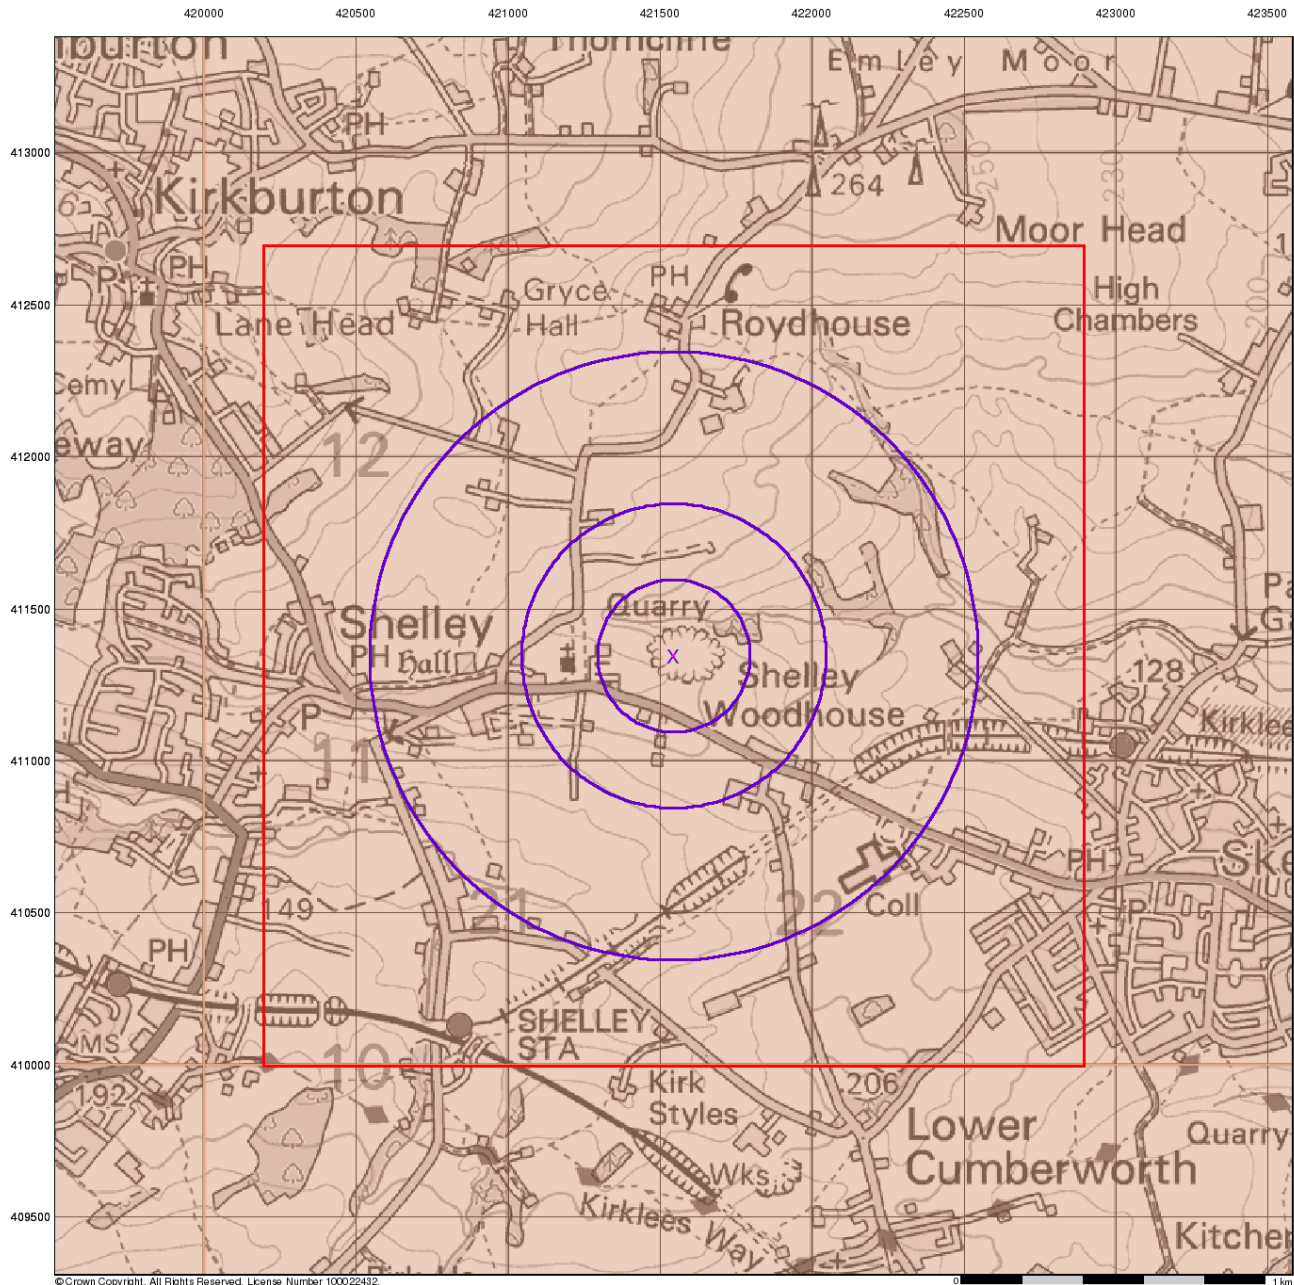 420000 420500 421000 421500 422000 422500 423000 423500
413000
412500
412000
411500
411000
410500
410000
409500
burton
Thorncliffe
Emley Moor
PH
Kirkburton
264
250
230
Moor Head
PH
P
Gryce
Hall
PH
High
Chambers
200
Lane Head
Roydhouse
Cemy
eway
12
Quarry
Shelley
PH Hall
Shelley
Woodhouse
128
P
11
Kirklee
PH
Ske
149
21
22
Coll
P
PH
SHELLEY
STA
MS
10
192
Kirk
Styles
206
Lower
Cumberworth
Quarry
Wks
Kirklees Way
Kitchen
© Crown Copyright. All Rights Reserved. License Number 100022432.
0 1 km